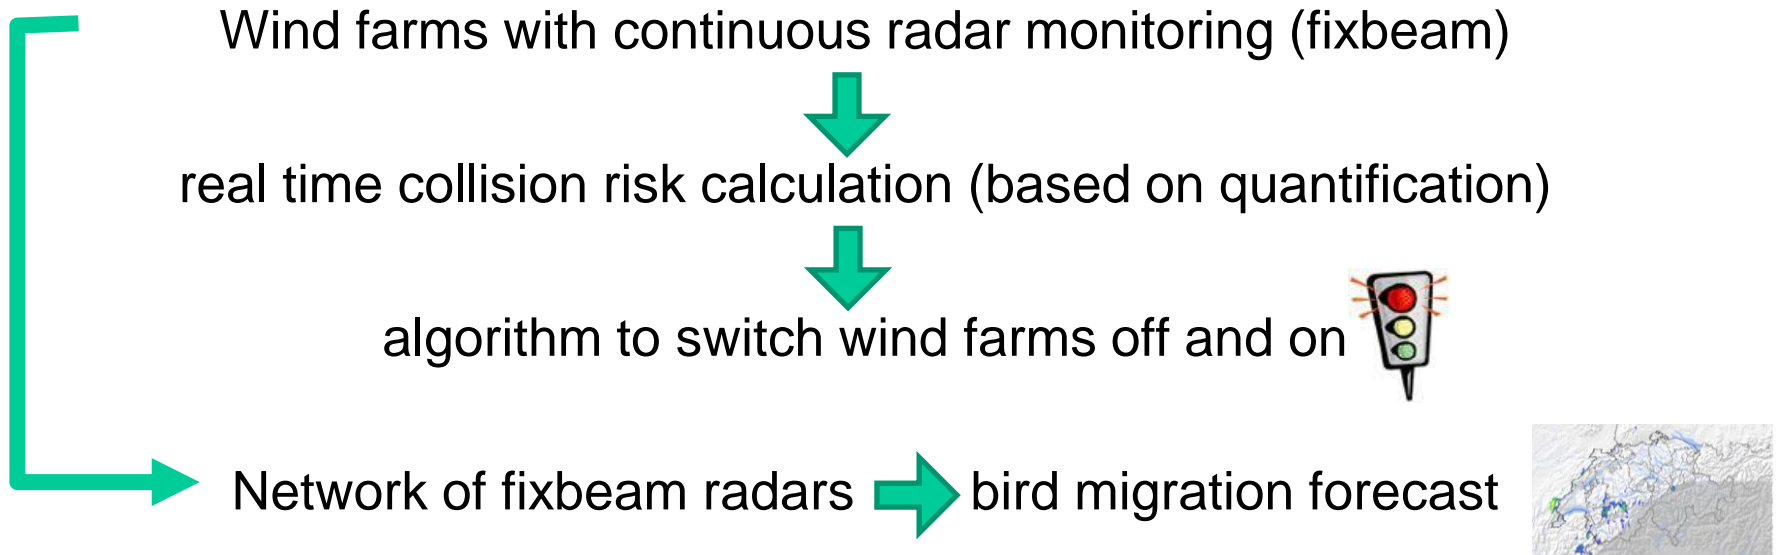 Wind farms with continuous radar monitoring (fixbeam)
real time collision risk calculation (based on quantification)
algorithm to switch wind farms off and on
Network of fixbeam radars
bird migration forecast